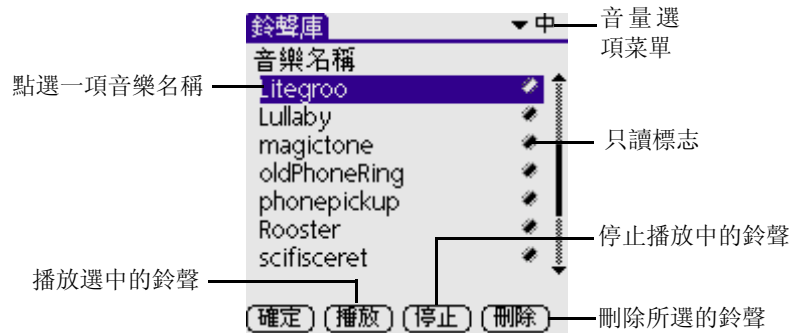 鈴聲庫
中
音量選
項菜單
音樂名稱
點選一項音樂名稱
Litegroo
Lullaby
magictone
只讀標志
oldPhoneRing
phonepickup
Rooster
停止播放中的鈴聲
scifisceret
播放選中的鈴聲
確定 播放 停止 刪除
刪除所選的鈴聲